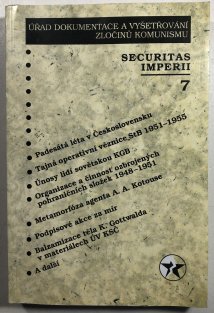 ÚŘAD DOKUMENTACE A VYŠETŘOVÁNÍ
ZLOČINŮ KOMUNISMU
SECURITAS
IMPERII
7
Padesátá léta v Československu
Tajná operativní věznice StB 1951–1955
Únosy lidí sovětskou KGB
Organizace a činnost ozbrojených
pohraničních složek 1948–1951
Metamorfóza agenta A. A. Kotouse
Podpisové akce za mír
Balzamizace těla K. Gottwalda
v materiálech ÚV KSČ
A další